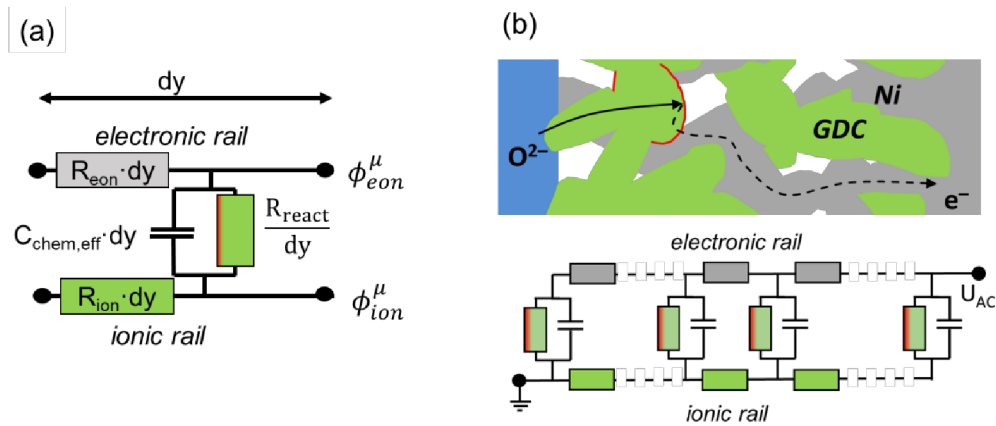 (a)
dy
electronic rail
R_eon·dy
ϕ^μ_eon
C_chem,eff·dy
R_react
dy
R_ion·dy
ϕ^μ_ion
ionic rail
(b)
Ni
GDC
O²⁻
e⁻
electronic rail
U_AC
ionic rail